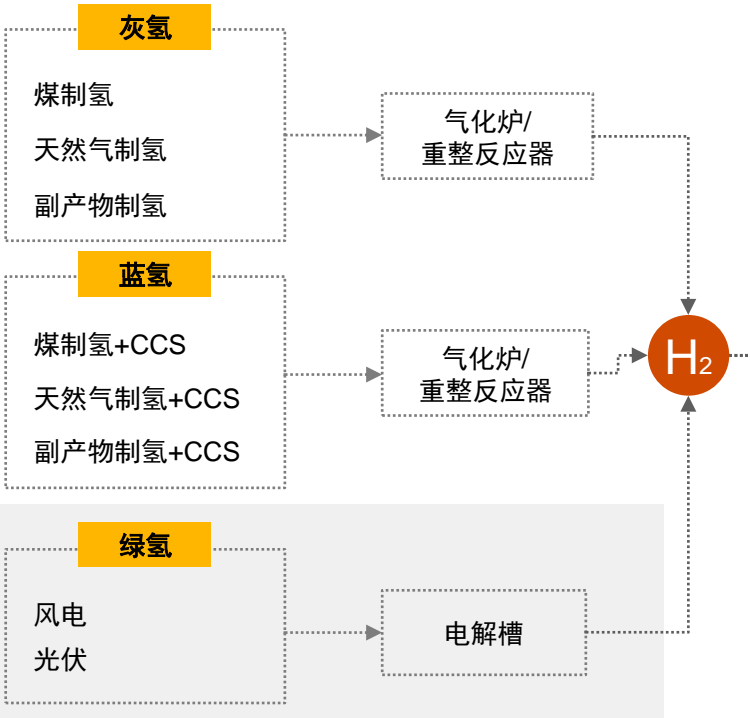 灰氢
煤制氢
天然气制氢
副产物制氢
气化炉/
重整反应器
蓝氢
煤制氢+CCS
天然气制氢+CCS
副产物制氢+CCS
气化炉/
重整反应器
H₂
绿氢
风电
光伏
电解槽